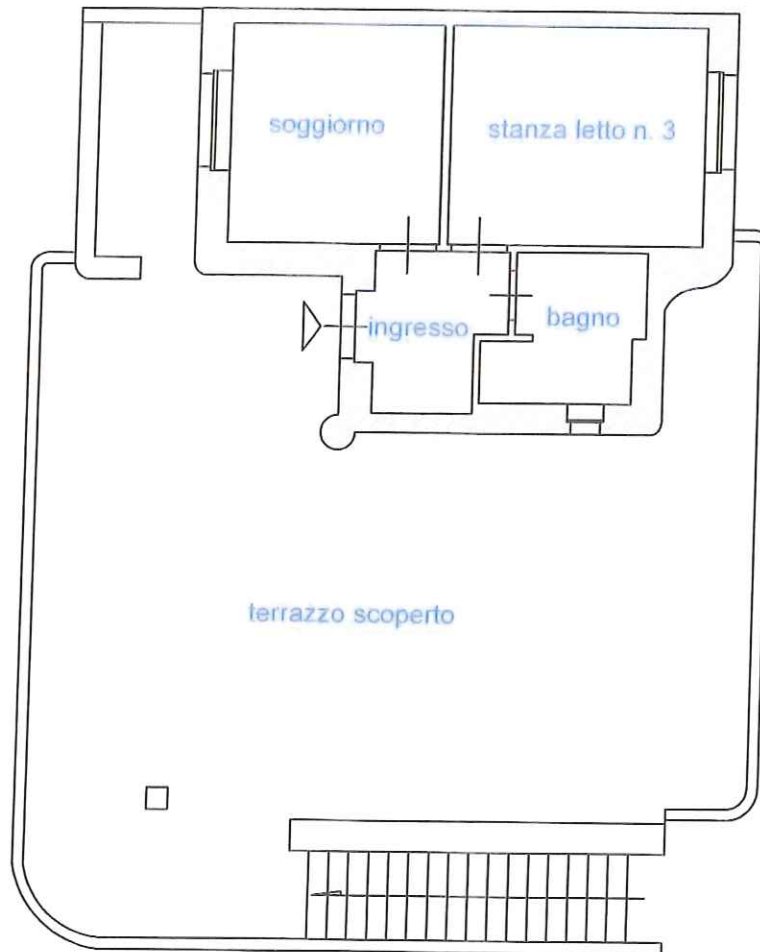 soggiorno
stanza letto n. 3
ingresso
bagno
terrazzo scoperto